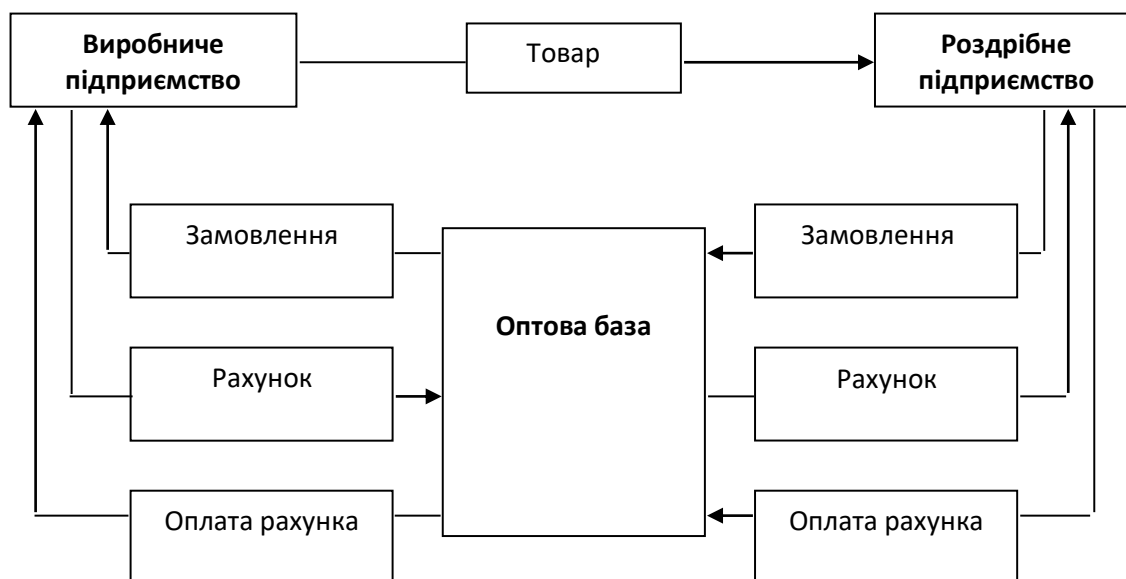 Виробниче
підприємство
Товар
Роздрібне
підприємство
Замовлення
Замовлення
Оптова база
Рахунок
Рахунок
Оплата рахунка
Оплата рахунка